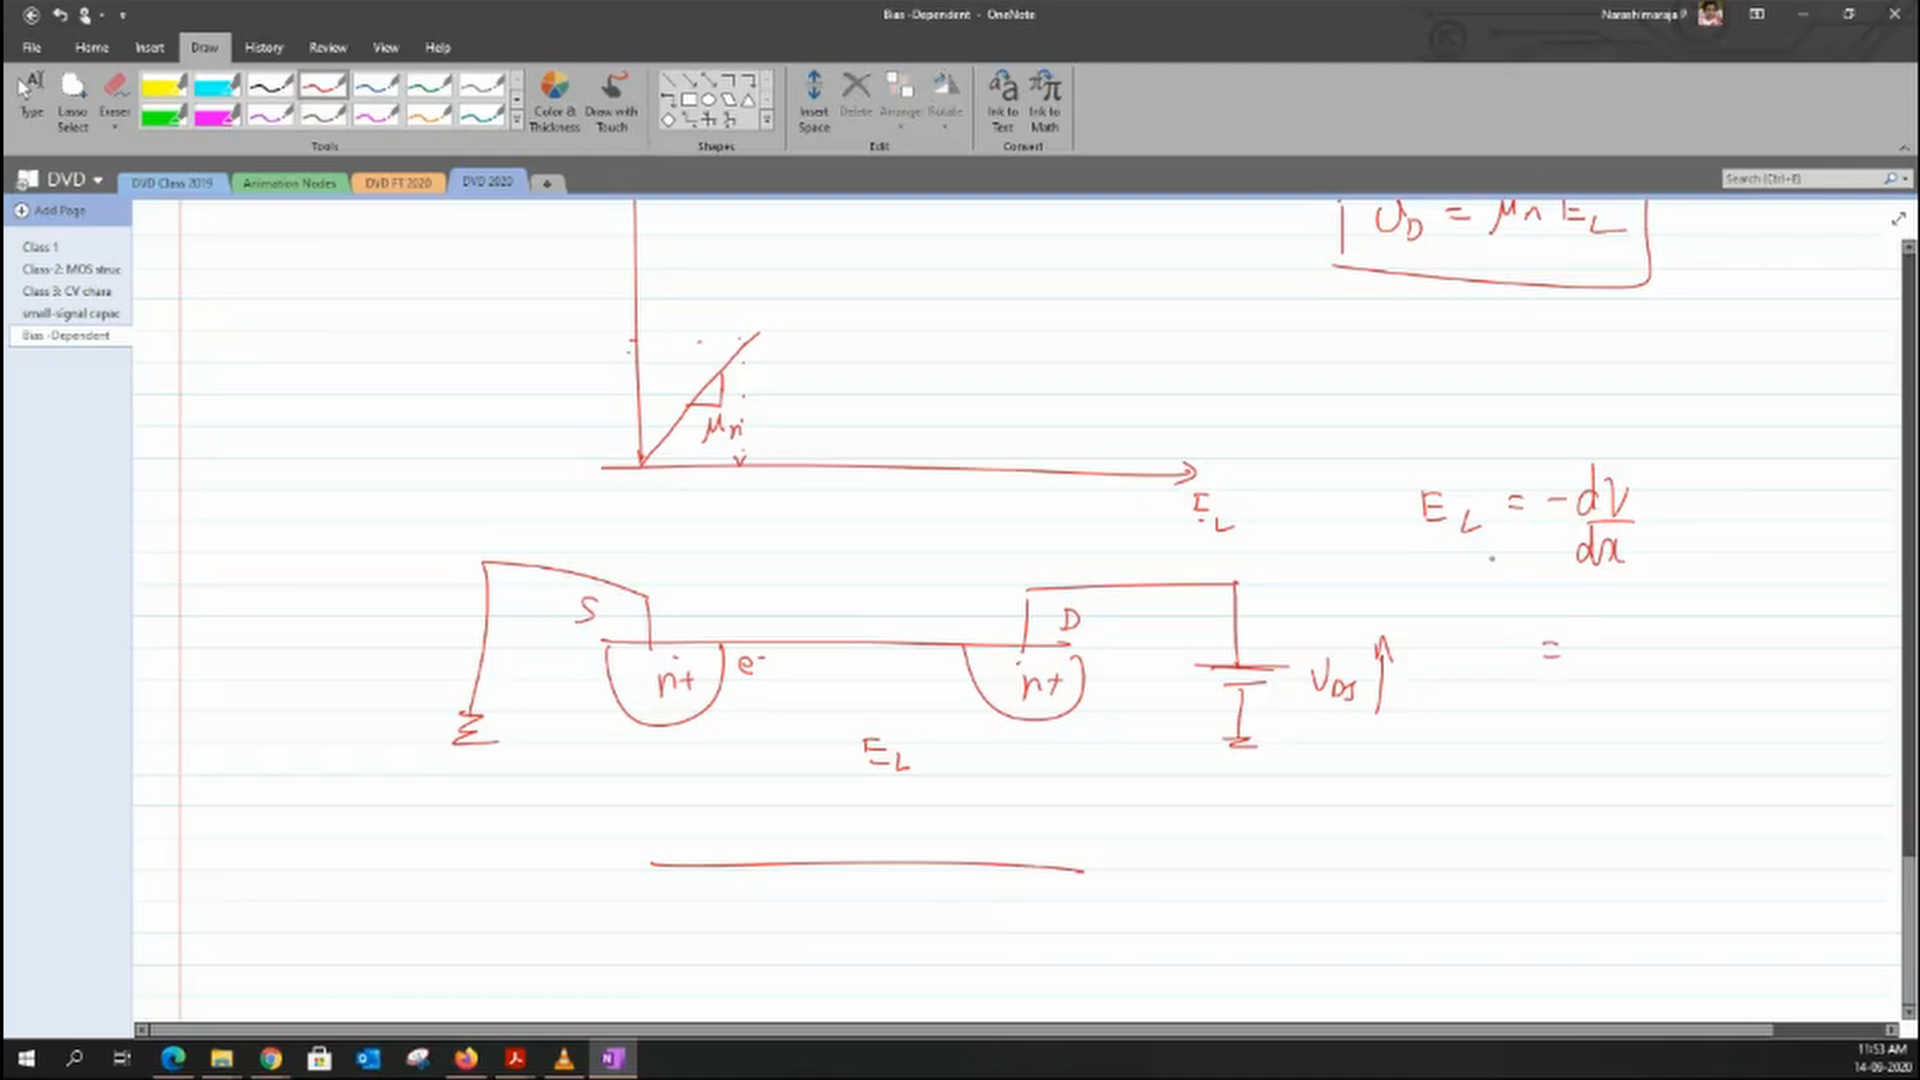 Bias -Dependent - OneNote
Narashimaraja P
File Home Insert Draw History Review View Help
Type
Lasso Select
Eraser
Color & Thickness
Draw with Touch
Insert Space
Delete
Arrange
Rotate
Ink to Text
Ink to Math
Tools
Shapes
Edit
Convert
DVD
DVD Class 2019
Animation Nodes
DVD FT 2020
DVD 2020
Search (Ctrl+E)
Add Page
Class 1
Class-2: MOS struc
Class 3: CV chara
small-signal capac
Bias -Dependent
υD = μn EL
μn
EL
EL = -dV/dx
S
D
n+
e-
n+
VDS ↑
=
EL
11:53 AM
14-09-2020